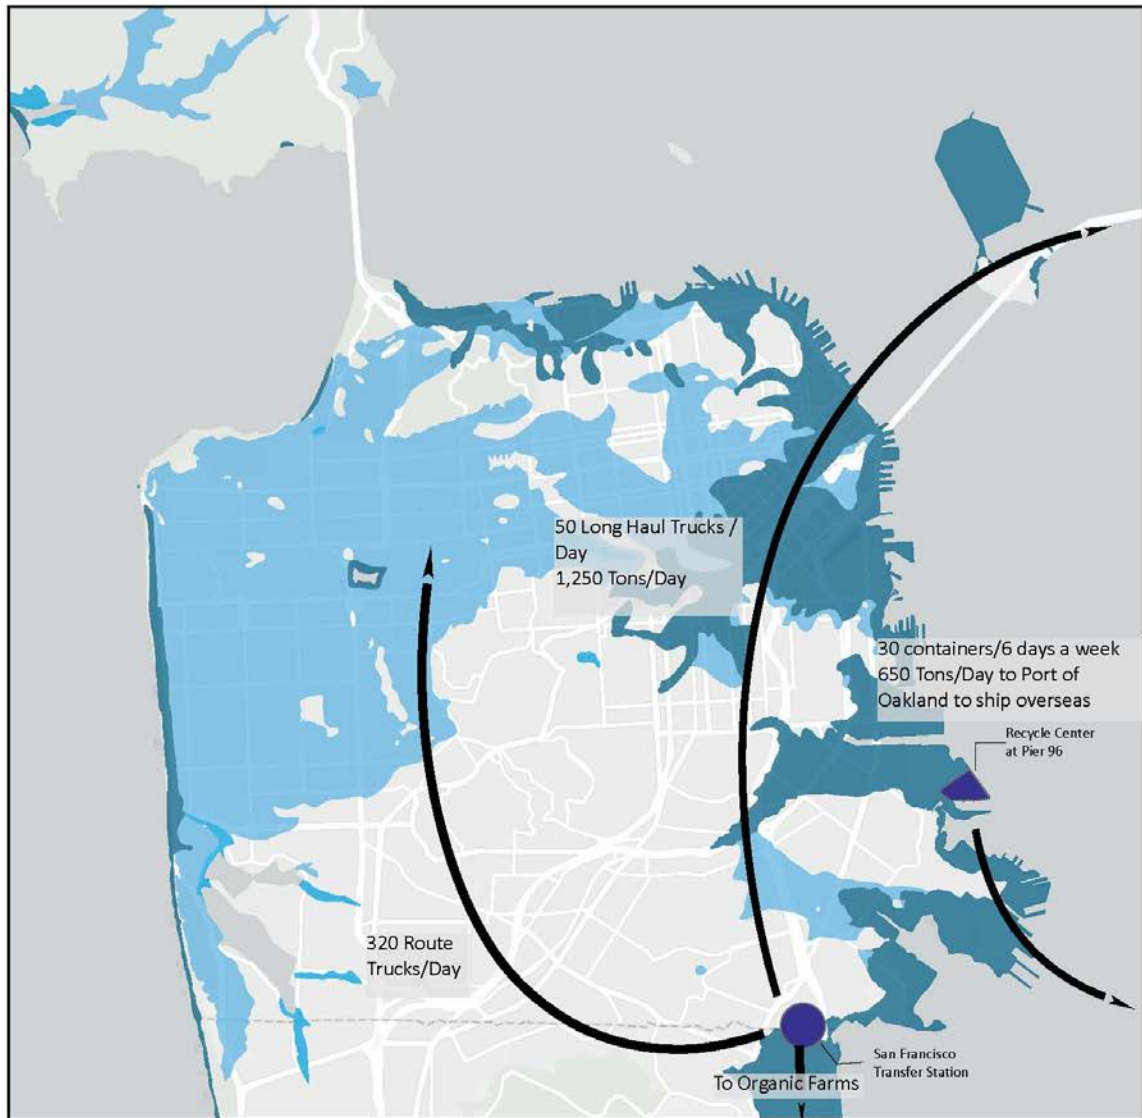 50 Long Haul Trucks /
Day
1,250 Tons/Day
30 containers/6 days a week
650 Tons/Day to Port of
Oakland to ship overseas
Recycle Center
at Pier 96
320 Route
Trucks/Day
San Francisco
Transfer Station
To Organic Farms